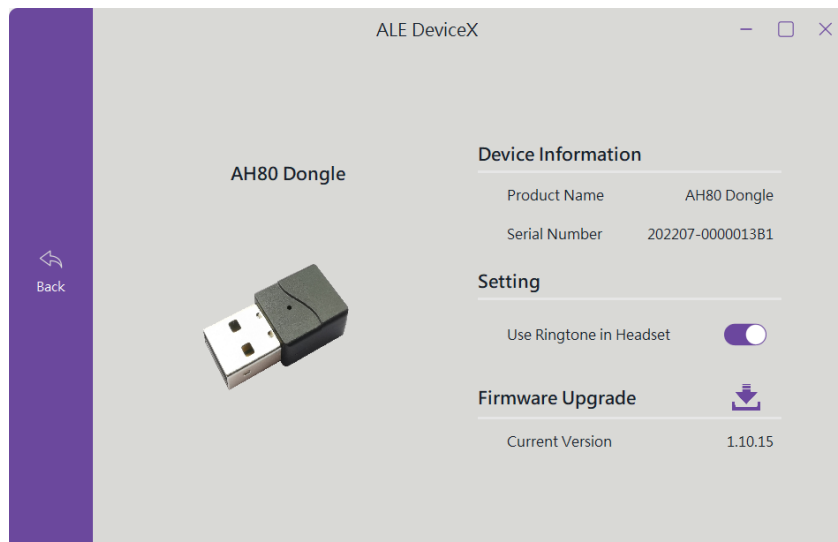 ALE DeviceX
AH80 Dongle
Back
Device Information
Product Name AH80 Dongle
Serial Number 202207-0000013B1
Setting
Use Ringtone in Headset
Firmware Upgrade
Current Version 1.10.15